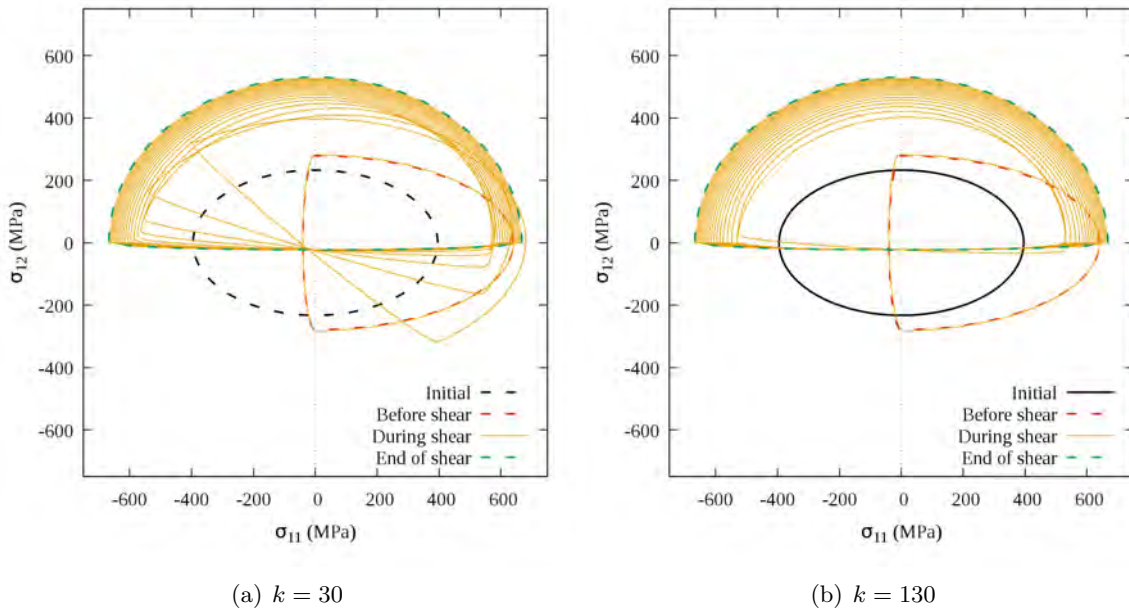 600
400
200
0
-200
-400
-600
σ12 (MPa)
-600 -400 -200 0 200 400 600
σ11 (MPa)
Initial
Before shear
During shear
End of shear
(a) k = 30
600
400
200
0
-200
-400
-600
σ12 (MPa)
-600 -400 -200 0 200 400 600
σ11 (MPa)
Initial
Before shear
During shear
End of shear
(b) k = 130